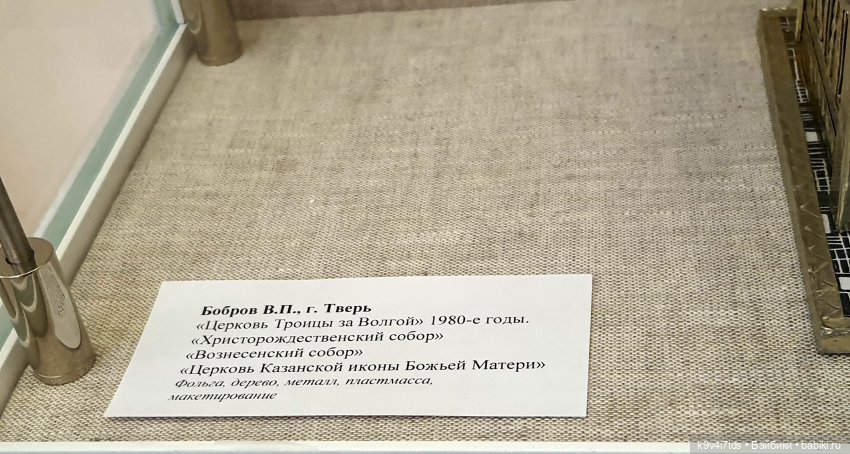 Бобров В.П., г. Тверь
«Церковь Троицы за Волгой» 1980-е годы.
«Христорождественский собор»
«Вознесенский собор»
«Церковь Казанской иконы Божьей Матери»
Фольга, дерево, металл, пластмасса,
макетирование
k9v4i7tds • Бэйбики • babiki.ru